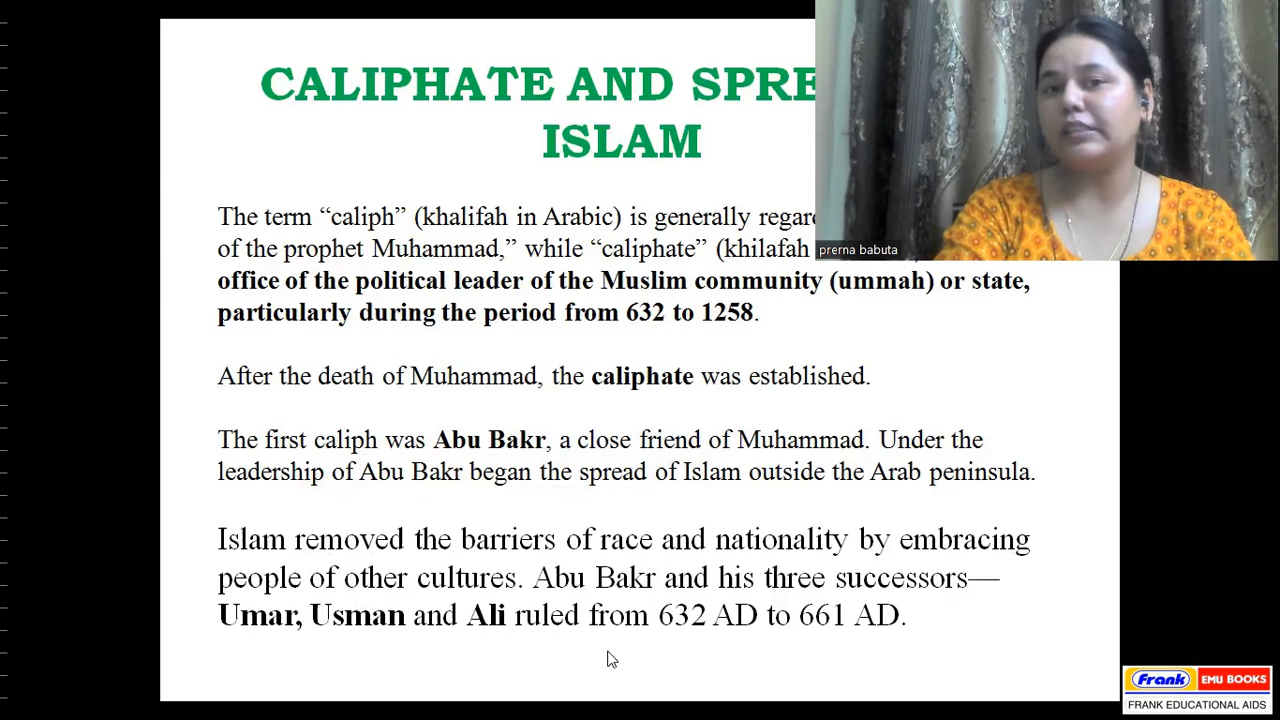 CALIPHATE AND SPRE
ISLAM
The term “caliph” (khalifah in Arabic) is generally regar
of the prophet Muhammad,” while “caliphate” (khilafah
office of the political leader of the Muslim community (ummah) or state,
particularly during the period from 632 to 1258.
After the death of Muhammad, the caliphate was established.
The first caliph was Abu Bakr, a close friend of Muhammad. Under the
leadership of Abu Bakr began the spread of Islam outside the Arab peninsula.
Islam removed the barriers of race and nationality by embracing
people of other cultures. Abu Bakr and his three successors—
Umar, Usman and Ali ruled from 632 AD to 661 AD.
prerna babuta
Frank EMU BOOKS
FRANK EDUCATIONAL AIDS